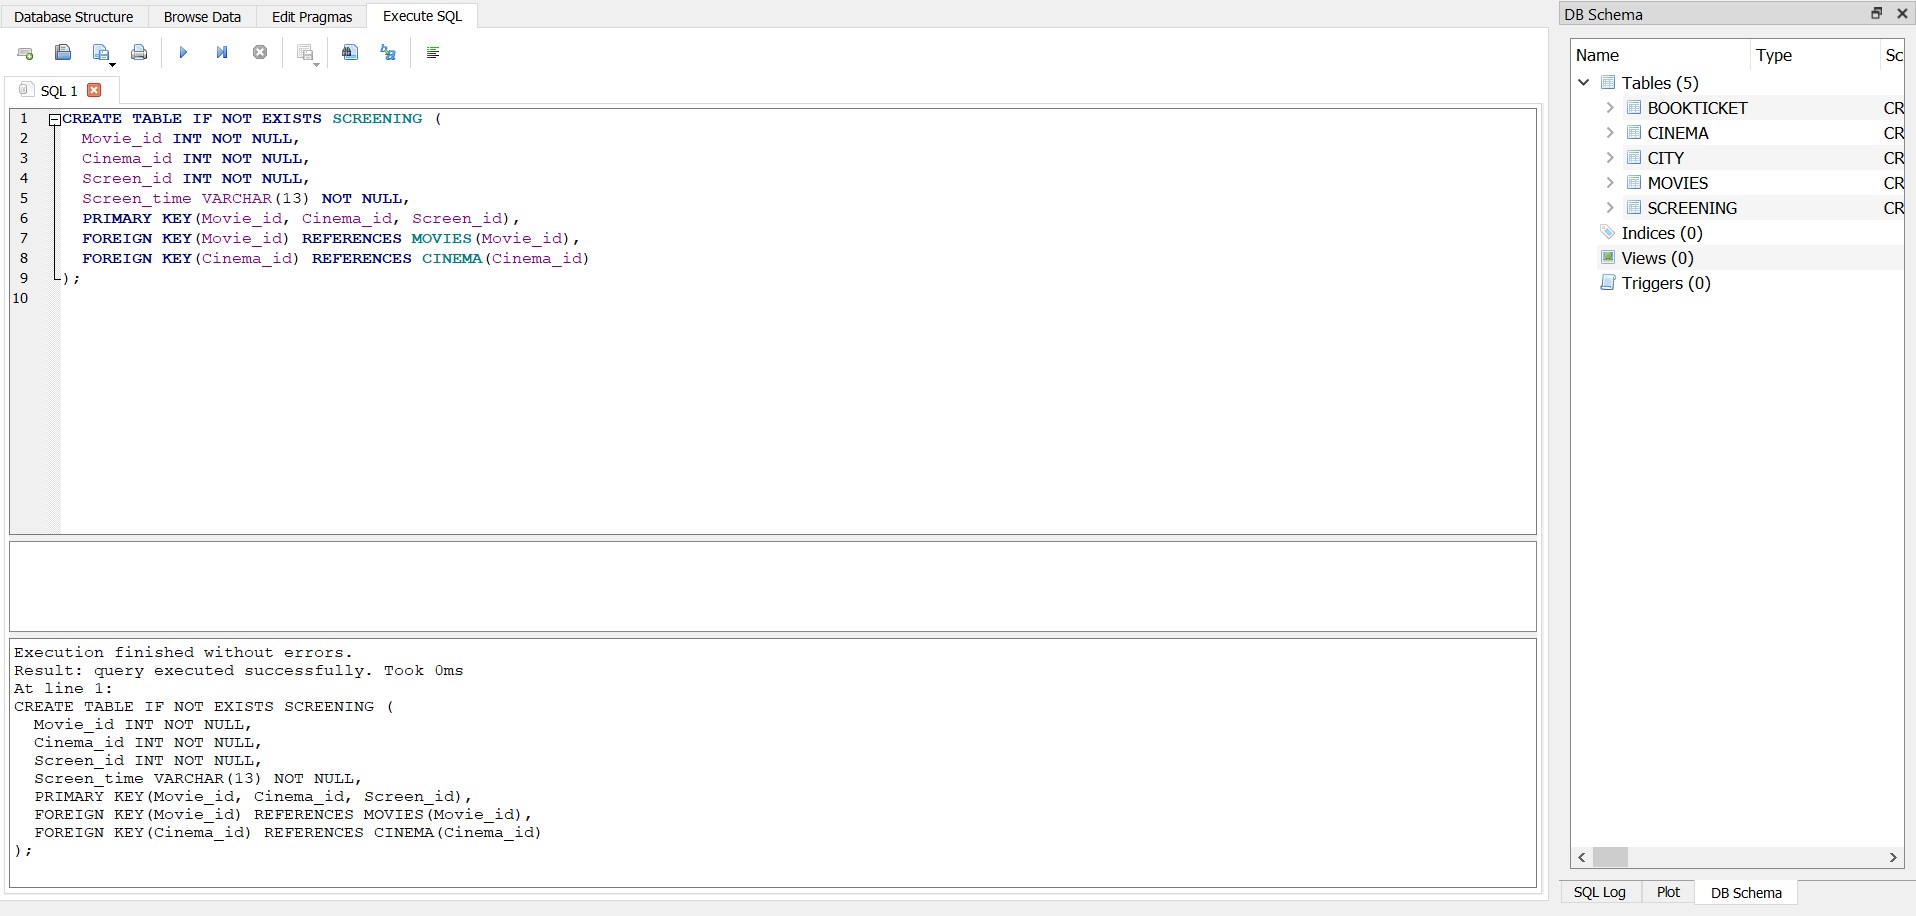 Database Structure Browse Data Edit Pragmas Execute SQL
SQL 1
1 CREATE TABLE IF NOT EXISTS SCREENING (
2 Movie_id INT NOT NULL,
3 Cinema_id INT NOT NULL,
4 Screen_id INT NOT NULL,
5 Screen_time VARCHAR(13) NOT NULL,
6 PRIMARY KEY(Movie_id, Cinema_id, Screen_id),
7 FOREIGN KEY(Movie_id) REFERENCES MOVIES(Movie_id),
8 FOREIGN KEY(Cinema_id) REFERENCES CINEMA(Cinema_id)
9 );
10
Execution finished without errors.
Result: query executed successfully. Took 0ms
At line 1:
CREATE TABLE IF NOT EXISTS SCREENING (
Movie_id INT NOT NULL,
Cinema_id INT NOT NULL,
Screen_id INT NOT NULL,
Screen_time VARCHAR(13) NOT NULL,
PRIMARY KEY(Movie_id, Cinema_id, Screen_id),
FOREIGN KEY(Movie_id) REFERENCES MOVIES(Movie_id),
FOREIGN KEY(Cinema_id) REFERENCES CINEMA(Cinema_id)
);
DB Schema
Name Type Sc
Tables (5)
BOOKTICKET CR
CINEMA CR
CITY CR
MOVIES CR
SCREENING CR
Indices (0)
Views (0)
Triggers (0)
SQL Log Plot DB Schema